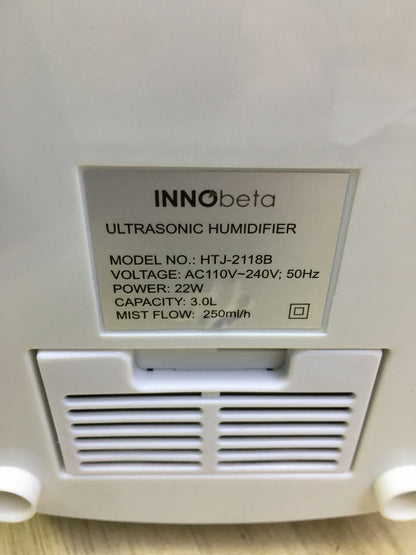 INNObeta
ULTRASONIC HUMIDIFIER
MODEL NO.: HTJ-2118B
VOLTAGE: AC110V~240V; 50Hz
POWER: 22W
CAPACITY: 3.0L
MIST FLOW: 250ml/h